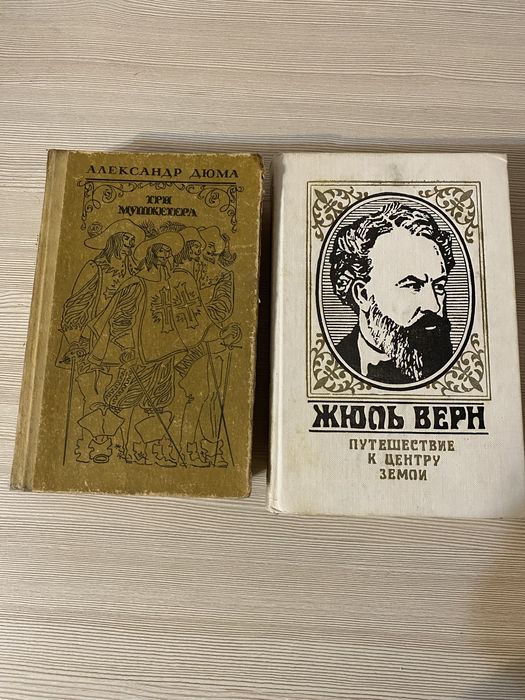 АЛЕКСАНДР ДЮМА
ТРИ
МУШКЕТЕРА
ЖЮЛЬ ВЕРН
ПУТЕШЕСТВИЕ
К ЦЕНТРУ
ЗЕМЛИ